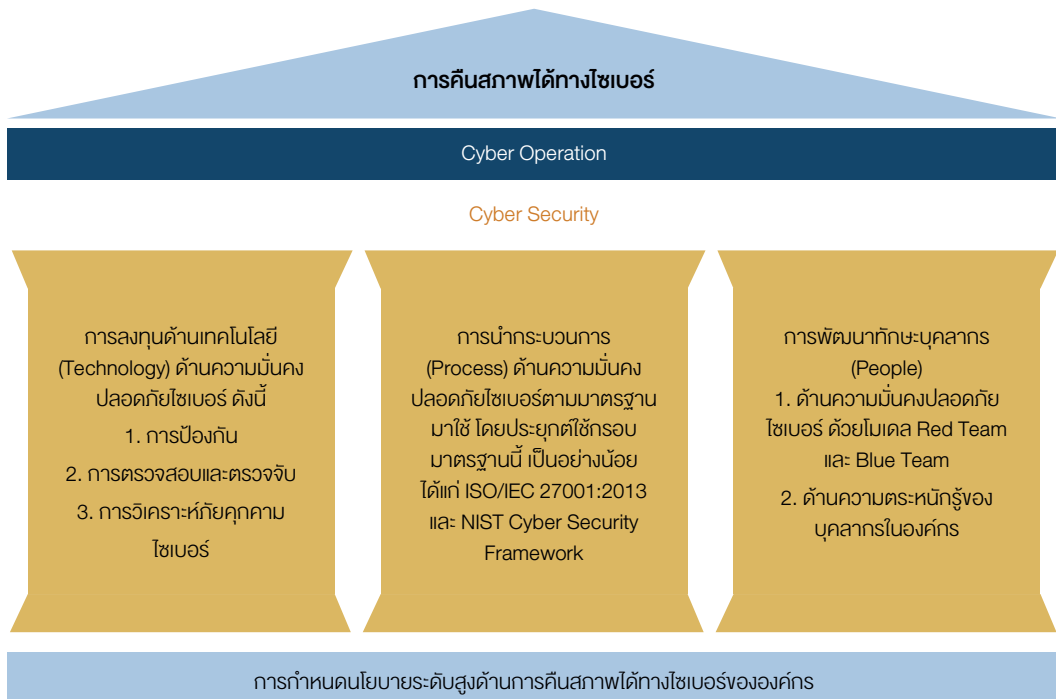 การคืนสภาพได้ทางไซเบอร์
Cyber Operation
Cyber Security
การลงทุนด้านเทคโนโลยี
(Technology) ด้านความมั่นคง
ปลอดภัยไซเบอร์ ดังนี้
1. การป้องกัน
2. การตรวจสอบและตรวจจับ
3. การวิเคราะห์ภัยคุกคาม
ไซเบอร์
การนำกระบวนการ
(Process) ด้านความมั่นคง
ปลอดภัยไซเบอร์ตามมาตรฐาน
มาใช้ โดยประยุกต์ใช้กรอบ
มาตรฐานนี้ เป็นอย่างน้อย
ได้แก่ ISO/IEC 27001:2013
และ NIST Cyber Security
Framework
การพัฒนาทักษะบุคลากร
(People)
1. ด้านความมั่นคงปลอดภัย
ไซเบอร์ ด้วยโมเดล Red Team
และ Blue Team
2. ด้านความตระหนักรู้ของ
บุคลากรในองค์กร
การกำหนดนโยบายระดับสูงด้านการคืนสภาพได้ทางไซเบอร์ขององค์กร